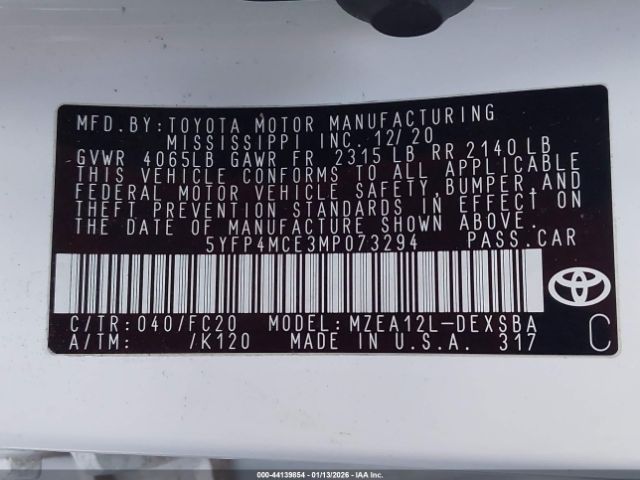 MFD.BY:TOYOTA MOTOR MANUFACTURING
MISSISSIPPI INC. 12/20
GVWR 4065LB GAWR FR 2315LB RR 2140LB
THIS VEHICLE CONFORMS TO ALL APPLICABLE
FEDERAL MOTOR VEHICLE SAFETY,BUMPER,AND
THEFT PREVENTION STANDARDS IN EFFECT ON
THE DATE OF MANUFACTURE SHOWN ABOVE.
5YFP4MCE3MP073294 PASS.CAR
C/TR:040/FC20 MODEL:MZEA12L-DEXSBA
A/TM: /K120 MADE IN U.S.A. 317 C
000-44139854 - 01/13/2026 - IAA Inc.